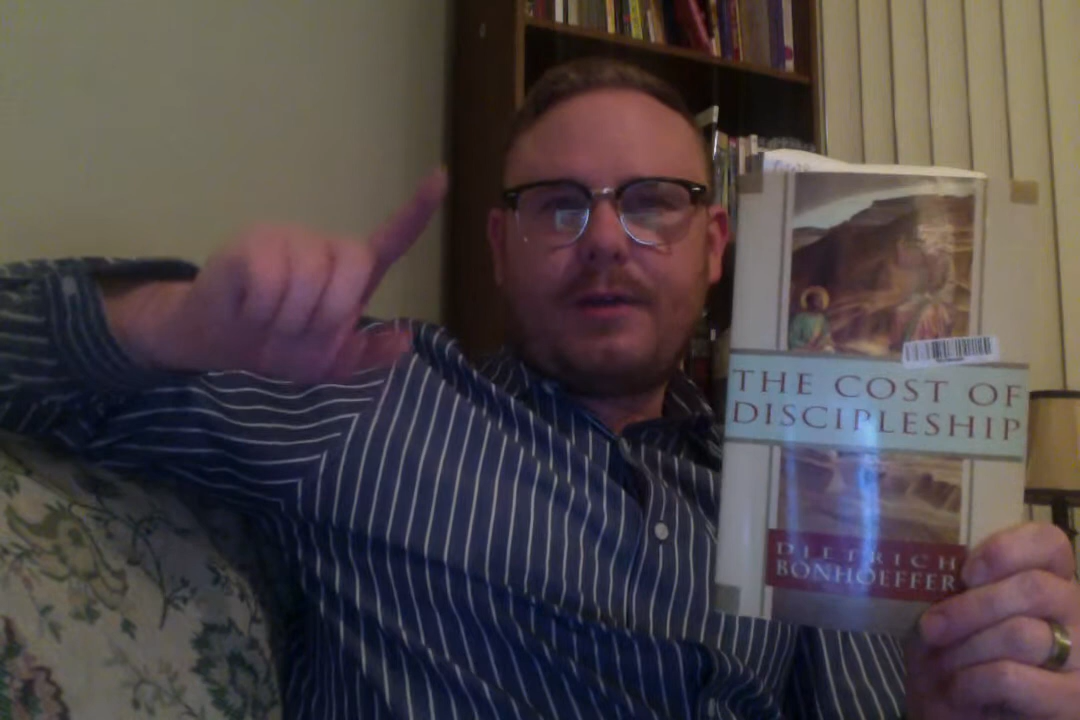 THE COST OF
DISCIPLESHIP
DIETRICH
BONHOEFFER